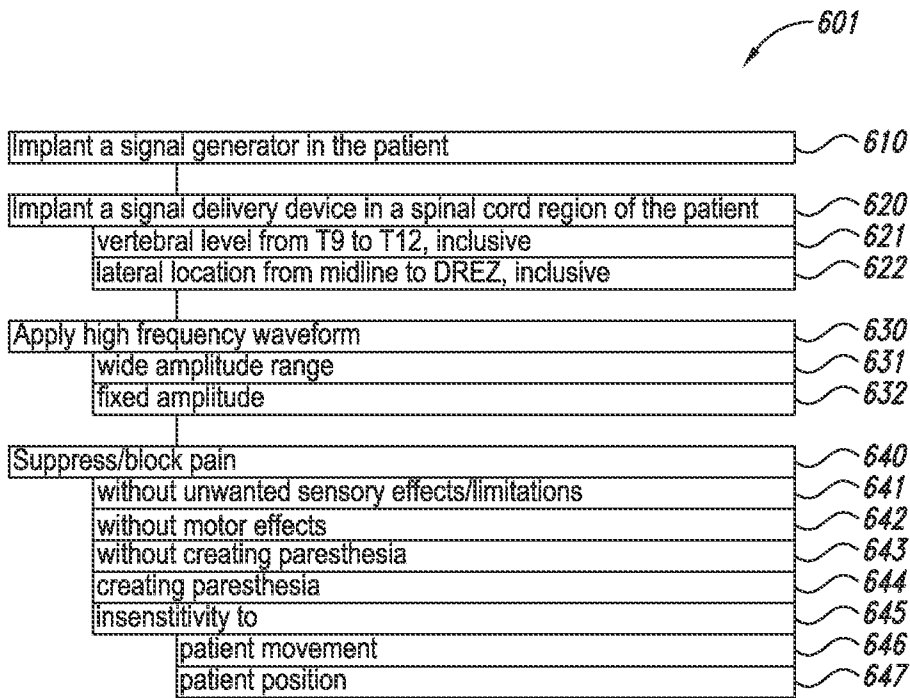 601
Implant a signal generator in the patient 610
Implant a signal delivery device in a spinal cord region of the patient 620
vertebral level from T9 to T12, inclusive 621
lateral location from midline to DREZ, inclusive 622
Apply high frequency waveform 630
wide amplitude range 631
fixed amplitude 632
Suppress/block pain 640
without unwanted sensory effects/limitations 641
without motor effects 642
without creating paresthesia 643
creating paresthesia 644
insenstitivity to 645
patient movement 646
patient position 647